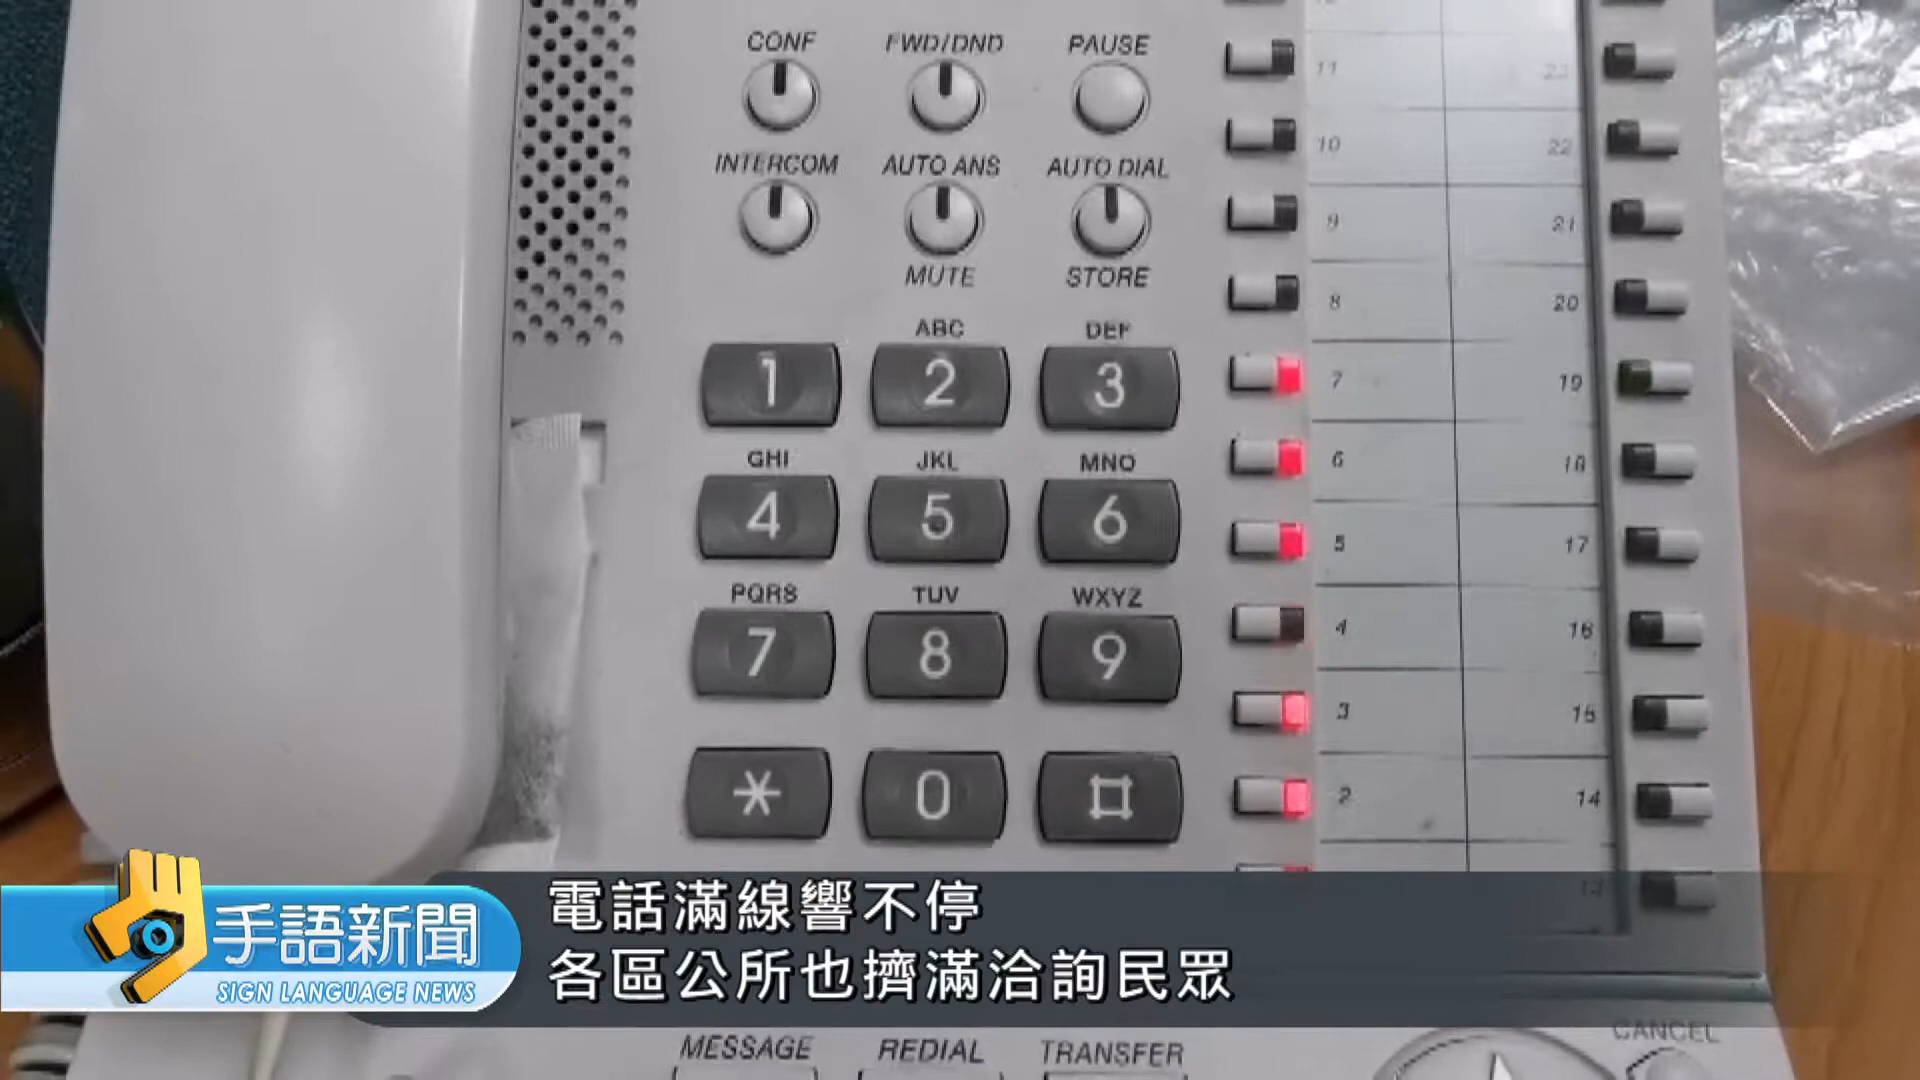 CONF FWD/DND PAUSE
INTERCOM AUTO ANS AUTO DIAL
MUTE STORE
ABC DEF
1 2 3
GHI JKL MNO
4 5 6
PQRS TUV WXYZ
7 8 9
* 0 #
11 23
10 22
9 21
8 20
7 19
6 18
5 17
4 16
3 15
2 14
13
手語新聞
SIGN LANGUAGE NEWS
電話滿線響不停
各區公所也擠滿洽詢民眾
MESSAGE REDIAL TRANSFER
CANCEL